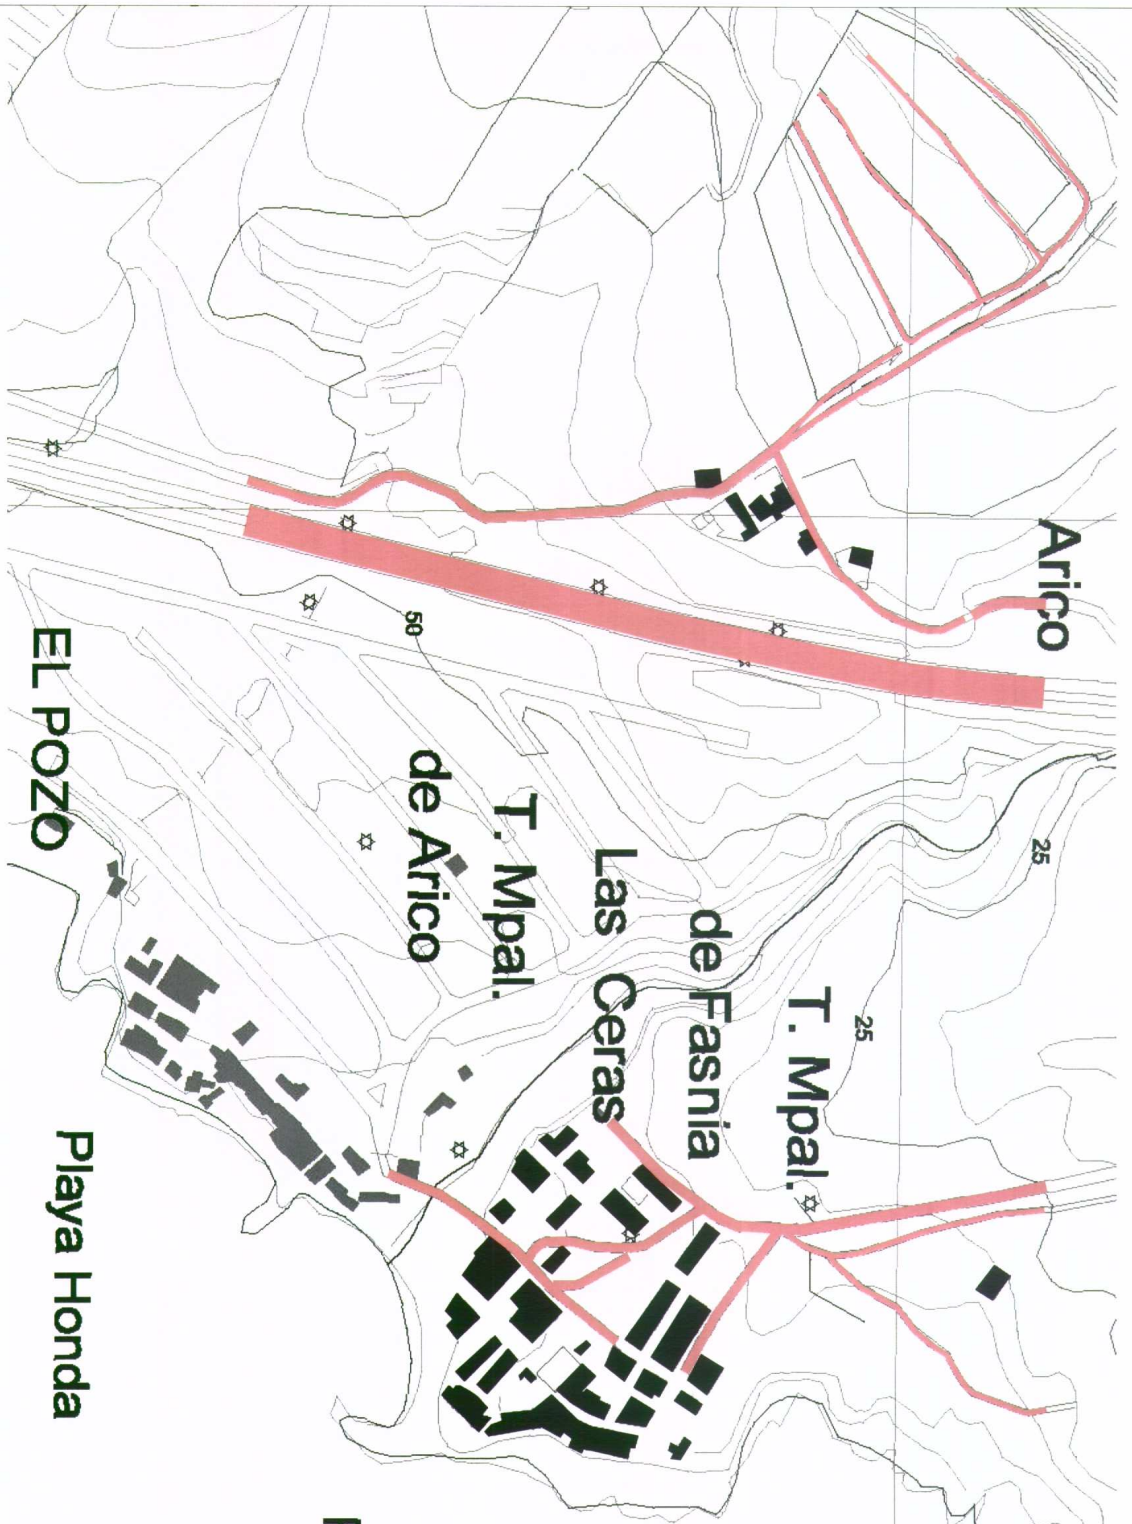 Arico
25
T. Mpal.
de Fasnia
25
Las Ceras
T. Mpal.
de Arico
50
EL POZO
Playa Honda